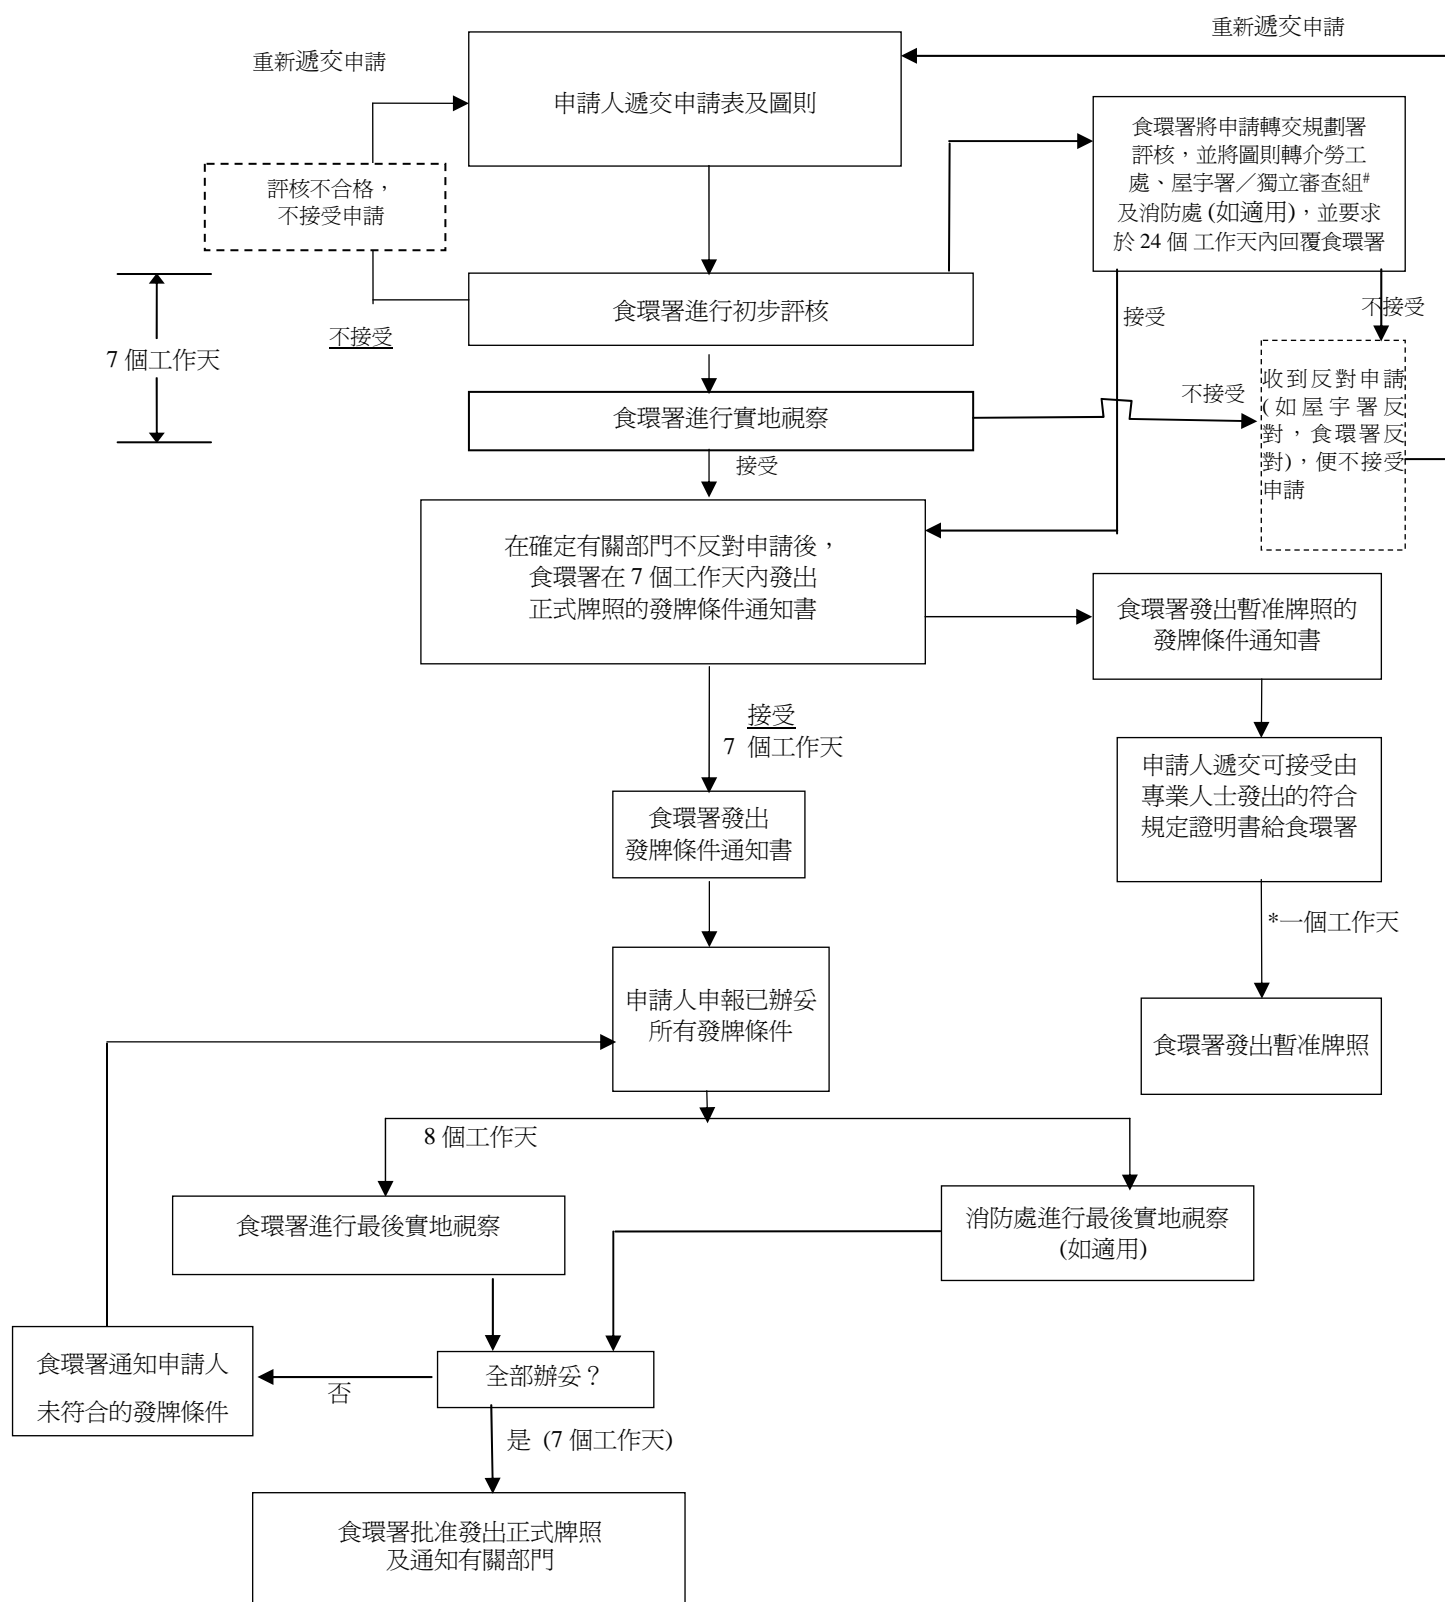 重新遞交申請
重新遞交申請
申請人遞交申請表及圖則
食環署將申請轉交規劃署
評核，並將圖則轉介勞工
處、屋宇署／獨立審查組#
及消防處 (如適用)，並要求
於 24 個 工作天內回覆食環署
評核不合格，
不接受申請
食環署進行初步評核
不接受
接受
不接受
7 個工作天
食環署進行實地視察
不接受
收到反對申請
(如屋宇署反
對，食環署反
對)，便不接受
申請
接受
在確定有關部門不反對申請後，
食環署在 7 個工作天內發出
正式牌照的發牌條件通知書
食環署發出暫准牌照的
發牌條件通知書
接受
7 個工作天
申請人遞交可接受由
專業人士發出的符合
規定證明書給食環署
食環署發出
發牌條件通知書
*一個工作天
申請人申報已辦妥
所有發牌條件
食環署發出暫准牌照
8 個工作天
食環署進行最後實地視察
消防處進行最後實地視察
(如適用)
食環署通知申請人
未符合的發牌條件
否
全部辦妥？
是 (7 個工作天)
食環署批准發出正式牌照
及通知有關部門